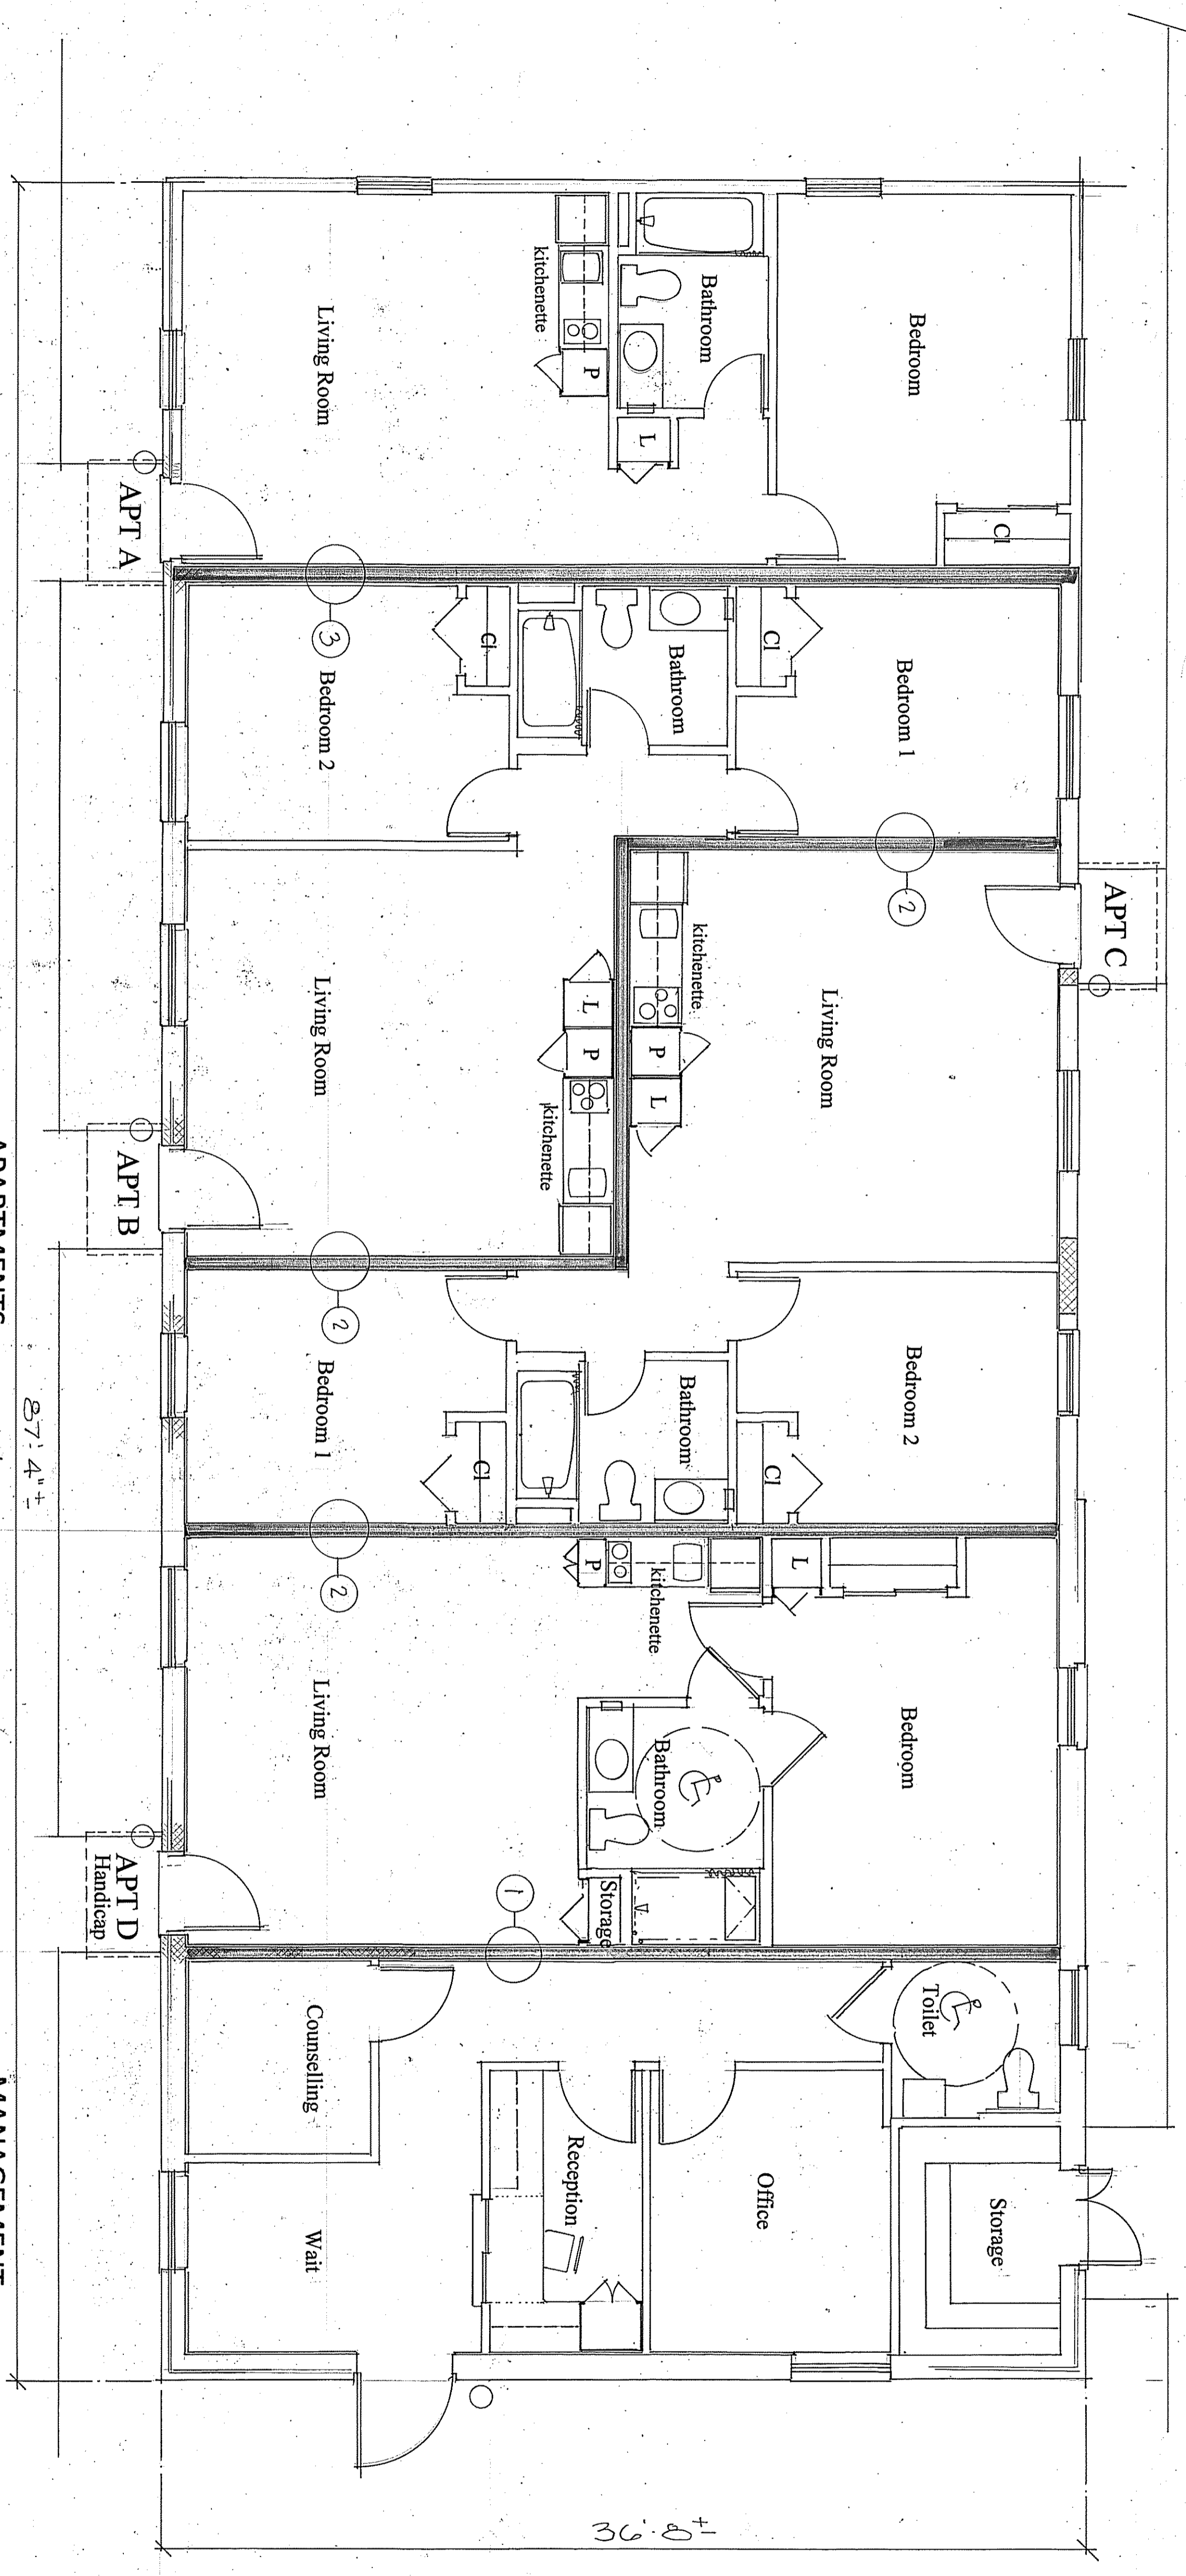 Living Room
kitchenette
P
Bathroom
L
Bedroom
Cl
APT A
3
Bedroom 2
Cl
Bathroom
Cl
Bedroom 1
2
APT C
Living Room
L
P
kitchenette
kitchenette
P
L
Living Room
APT B
2
Bedroom 1
Cl
Bathroom
Cl
Bedroom 2
87'-4"±
2
Living Room
P
kitchenette
L
Bathroom
Bedroom
Storage
1
APT D
Handicap
Counselling
Toilet
Reception
Office
Storage
Wait
36'-8±
APARTMENTS
MANAGEMENT